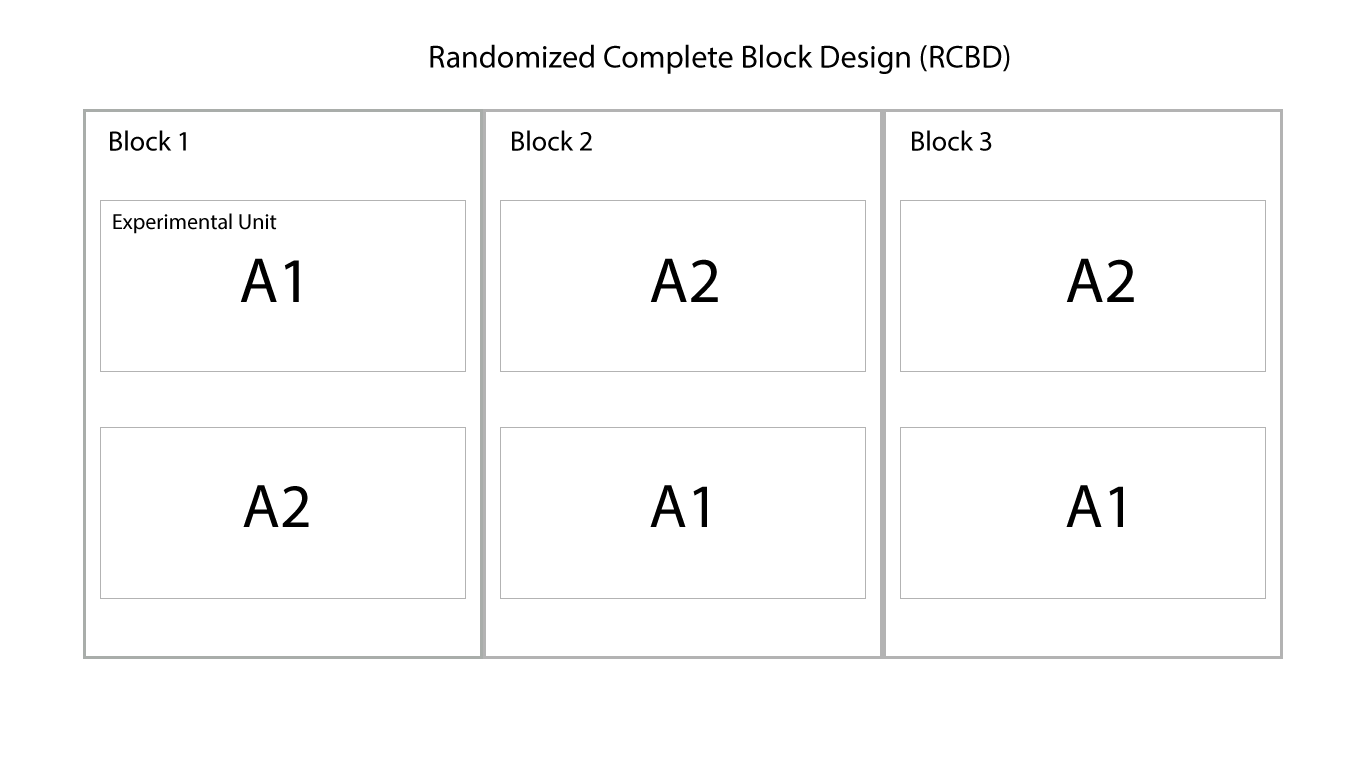 Randomized Complete Block Design (RCBD)
Block 1
Experimental Unit
A1
A2
Block 2
A2
A1
Block 3
A2
A1